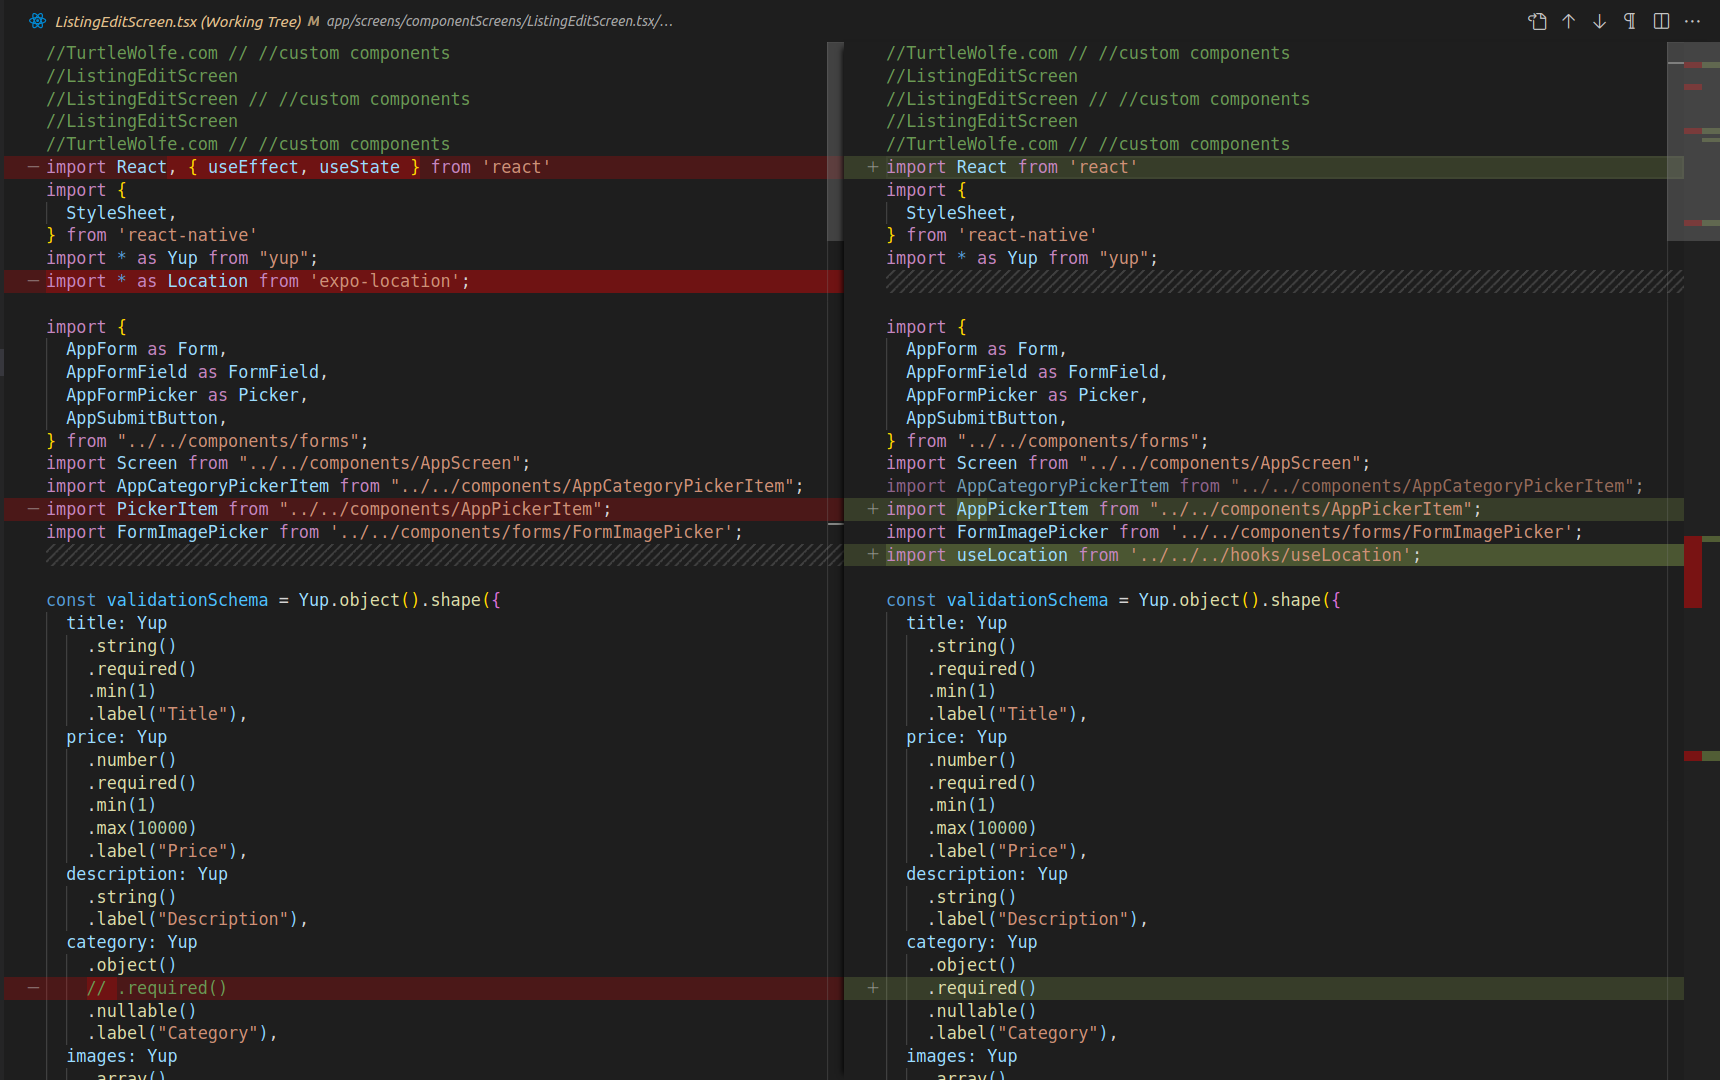 ListingEditScreen.tsx (Working Tree) M app/screens/componentScreens/ListingEditScreen.tsx/...
//TurtleWolfe.com // //custom components
//ListingEditScreen
//ListingEditScreen // //custom components
//ListingEditScreen
//TurtleWolfe.com // //custom components
— import React, { useEffect, useState } from 'react'
import {
  StyleSheet,
} from 'react-native'
import * as Yup from "yup";
— import * as Location from 'expo-location';
import {
  AppForm as Form,
  AppFormField as FormField,
  AppFormPicker as Picker,
  AppSubmitButton,
} from "../../components/forms";
import Screen from "../../components/AppScreen";
import AppCategoryPickerItem from "../../components/AppCategoryPickerItem";
— import PickerItem from "../../components/AppPickerItem";
import FormImagePicker from '../../components/forms/FormImagePicker';
const validationSchema = Yup.object().shape({
  title: Yup
    .string()
    .required()
    .min(1)
    .label("Title"),
  price: Yup
    .number()
    .required()
    .min(1)
    .max(10000)
    .label("Price"),
  description: Yup
    .string()
    .label("Description"),
  category: Yup
    .object()
—     // .required()
    .nullable()
    .label("Category"),
  images: Yup
    .array()
//TurtleWolfe.com // //custom components
//ListingEditScreen
//ListingEditScreen // //custom components
//ListingEditScreen
//TurtleWolfe.com // //custom components
+ import React from 'react'
import {
  StyleSheet,
} from 'react-native'
import * as Yup from "yup";
import {
  AppForm as Form,
  AppFormField as FormField,
  AppFormPicker as Picker,
  AppSubmitButton,
} from "../../components/forms";
import Screen from "../../components/AppScreen";
import AppCategoryPickerItem from "../../components/AppCategoryPickerItem";
+ import AppPickerItem from "../../components/AppPickerItem";
import FormImagePicker from '../../components/forms/FormImagePicker';
+ import useLocation from '../../../hooks/useLocation';
const validationSchema = Yup.object().shape({
  title: Yup
    .string()
    .required()
    .min(1)
    .label("Title"),
  price: Yup
    .number()
    .required()
    .min(1)
    .max(10000)
    .label("Price"),
  description: Yup
    .string()
    .label("Description"),
  category: Yup
    .object()
+     .required()
    .nullable()
    .label("Category"),
  images: Yup
    .array()